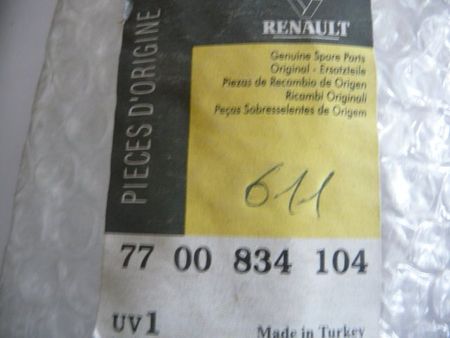 PIECES D'ORIGINE
RENAULT
Genuine Spare Parts
Original - Ersatzteile
Piezas de Recambio de Origen
Ricambi Originali
Peças Sobresselentes de Origem
611
77 00 834 104
UV1
Made in Turkey